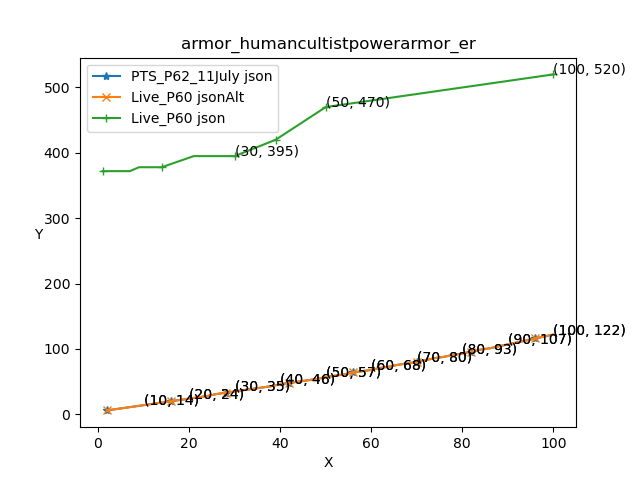 armor_humancultistpowerarmor_er
PTS_P62_11July json
Live_P60 jsonAlt
Live_P60 json
(100, 520)
(50, 470)
(30, 395)
500
400
300
200
100
0
Y
(100, 122)
(90, 107)
(80, 93)
(70, 80)
(60, 68)
(50, 57)
(40, 46)
(30, 35)
(20, 24)
(10, 14)
0 20 40 60 80 100
X